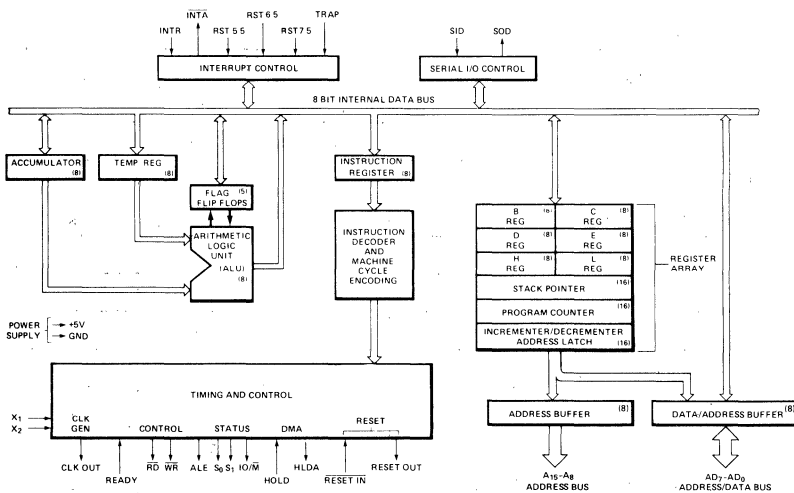 INTR INTA RST 5 5 RST 6 5 RST 7 5 TRAP
SID SOD
INTERRUPT CONTROL
SERIAL I/O CONTROL
8 BIT INTERNAL DATA BUS
ACCUMULATOR (8)
TEMP REG (8)
FLAG (5)
FLIP FLOPS
ARITHMETIC
LOGIC
UNIT
(ALU)
(8)
INSTRUCTION
REGISTER (8)
INSTRUCTION
DECODER
AND
MACHINE
CYCLE
ENCODING
B (8)
REG
C (8)
REG
D (8)
REG
E (8)
REG
H (8)
REG
L (8)
REG
STACK POINTER (16)
PROGRAM COUNTER (16)
INCREMENTER/DECREMENTER
ADDRESS LATCH (16)
REGISTER
ARRAY
POWER
SUPPLY
+5V
GND
TIMING AND CONTROL
X1
X2
CLK
GEN
CONTROL
STATUS
DMA
RESET
CLK OUT
READY
RD WR ALE S0 S1 IO/M
HOLD
HLDA
RESET IN
RESET OUT
ADDRESS BUFFER (8)
DATA/ADDRESS BUFFER (8)
A15-A8
ADDRESS BUS
AD7-AD0
ADDRESS/DATA BUS